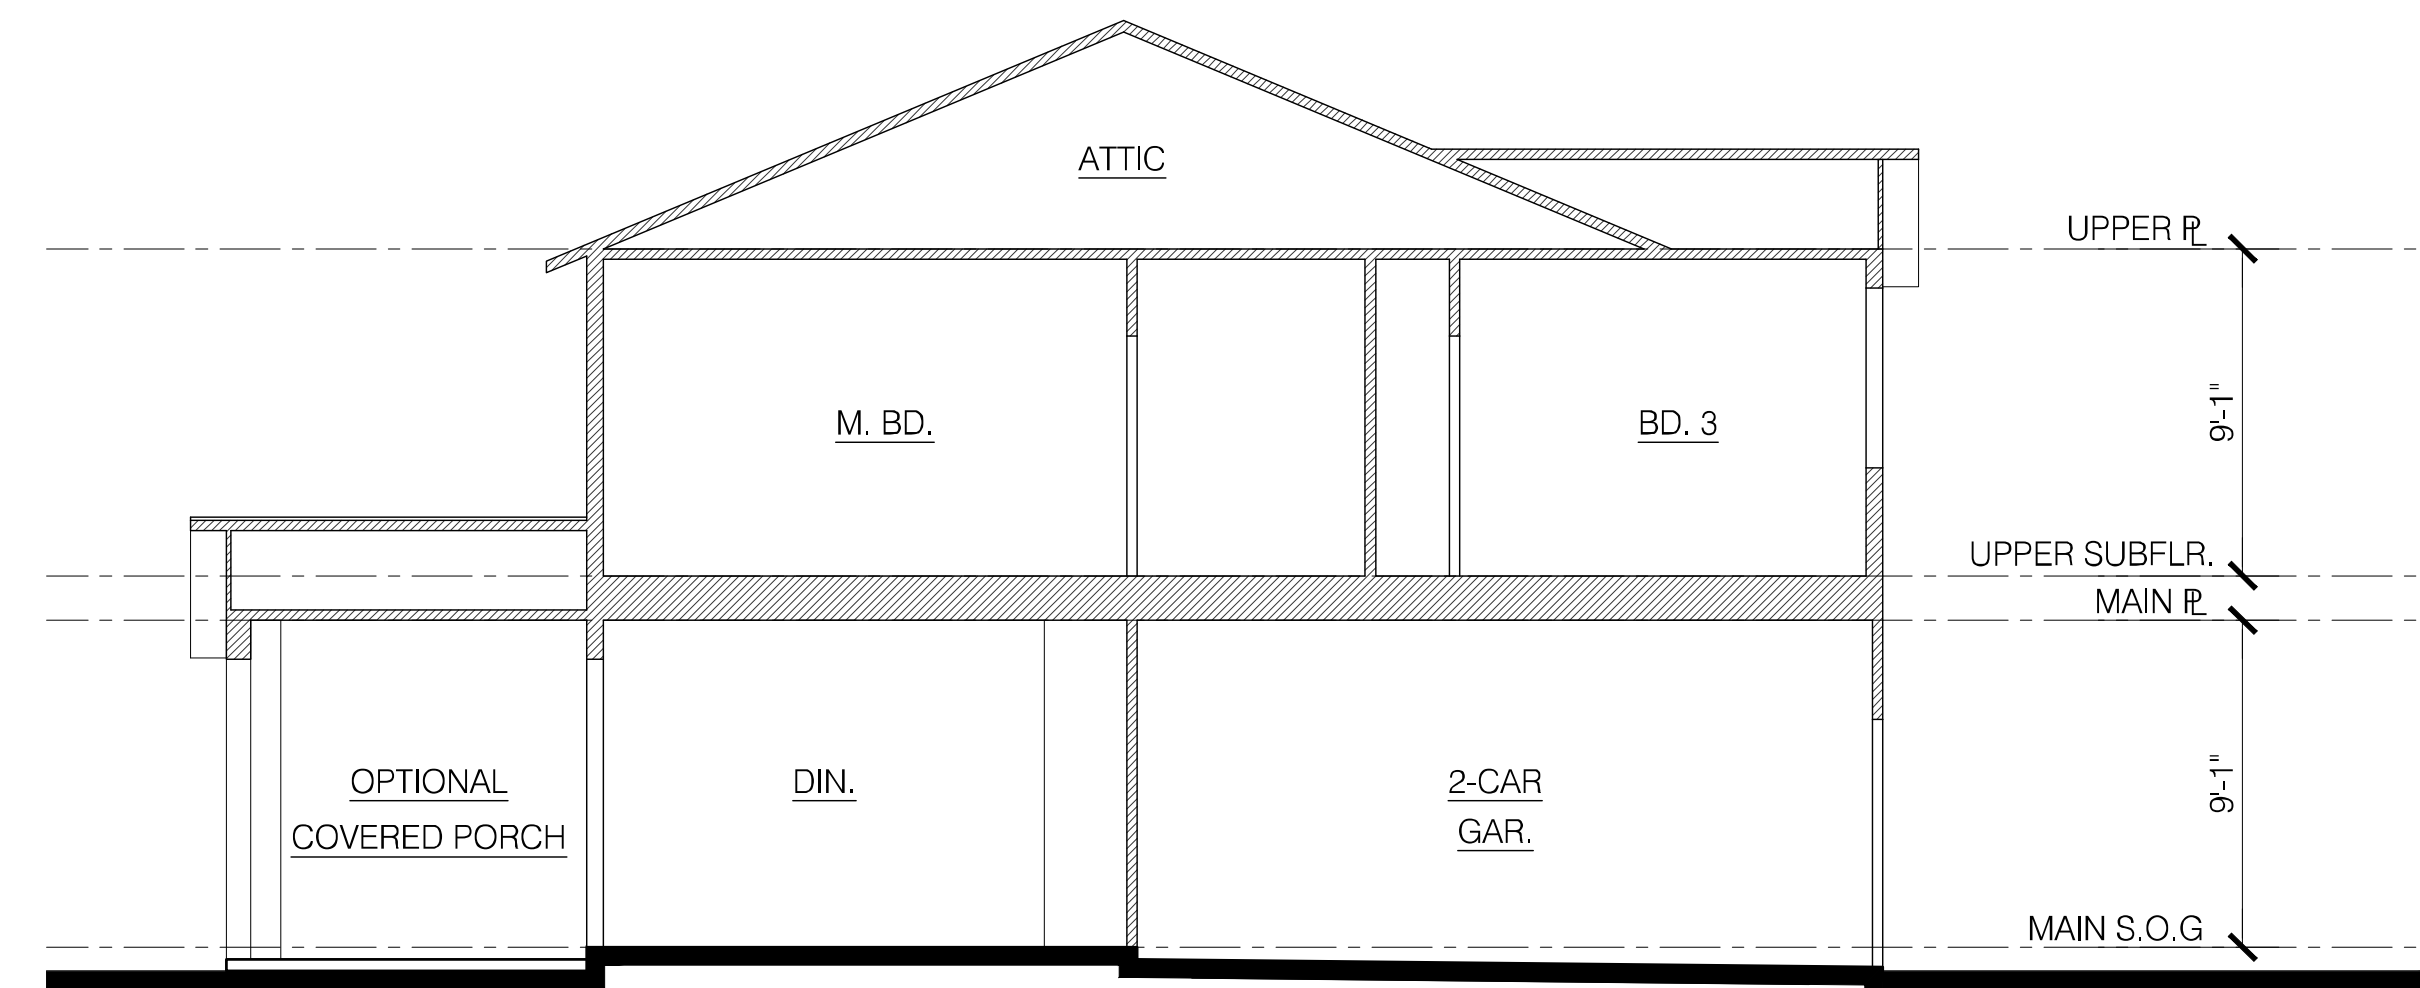 ATTIC
UPPER PL
M. BD.
BD. 3
9'-1"
UPPER SUBFLR.
MAIN PL
OPTIONAL
COVERED PORCH
DIN.
2-CAR
GAR.
9'-1"
MAIN S.O.G